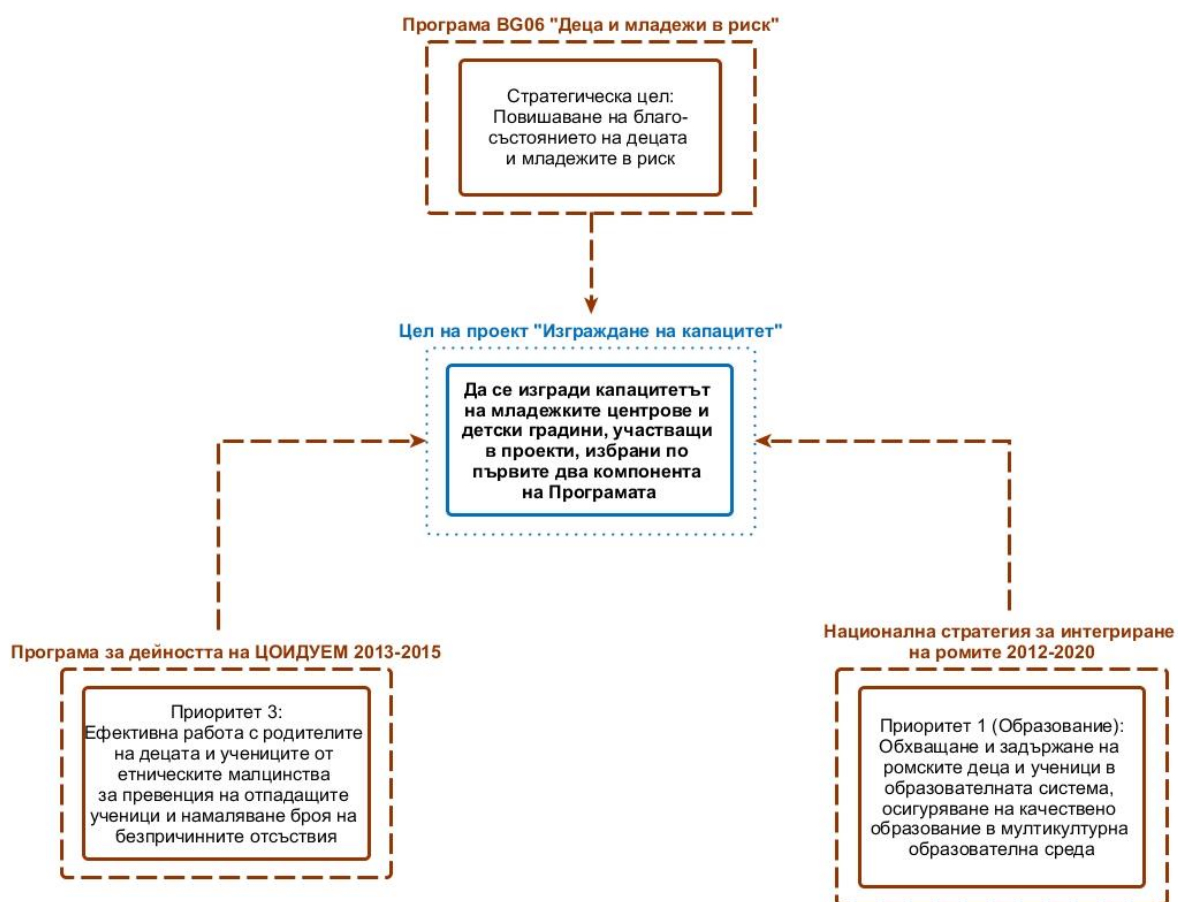 Програма BG06 "Деца и младежи в риск"
Стратегическа цел:
Повишаване на благо-
състоянието на децата
и младежите в риск
Цел на проект "Изграждане на капацитет"
Да се изгради капацитетът
на младежките центрове и
детски градини, участващи
в проекти, избрани по
първите два компонента
на Програмата
Програма за дейността на ЦОИДУЕМ 2013-2015
Приоритет 3:
Ефективна работа с родителите
на децата и учениците от
етническите малцинства
за превенция на отпадащите
ученици и намаляване броя на
безпричинните отсъствия
Национална стратегия за интегриране
на ромите 2012-2020
Приоритет 1 (Образование):
Обхващане и задържане на
ромските деца и ученици в
образователната система,
осигуряване на качествено
образование в мултикултурна
образователна среда